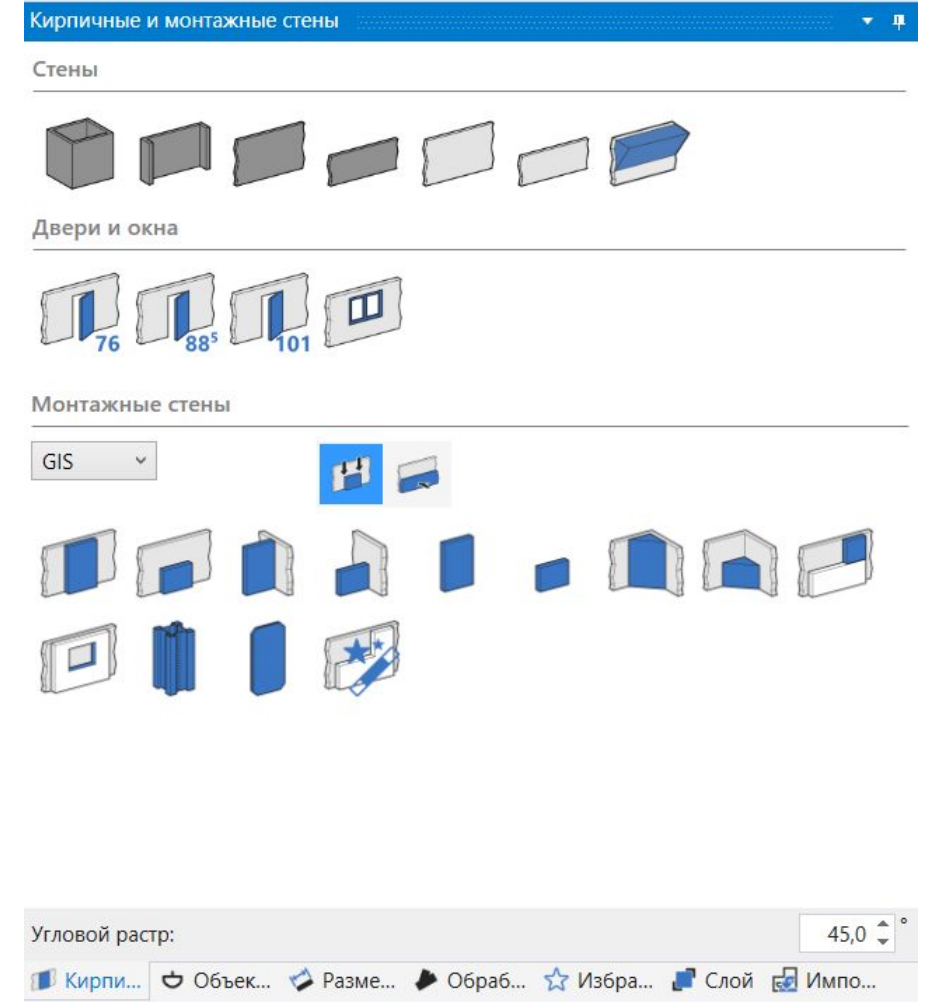 Кирпичные и монтажные стены
Стены
Двери и окна
76 88⁵ 101
Монтажные стены
GIS
Угловой растр: 45,0 °
Кирпи... Объек... Разме... Обраб... Избра... Слой Импо...